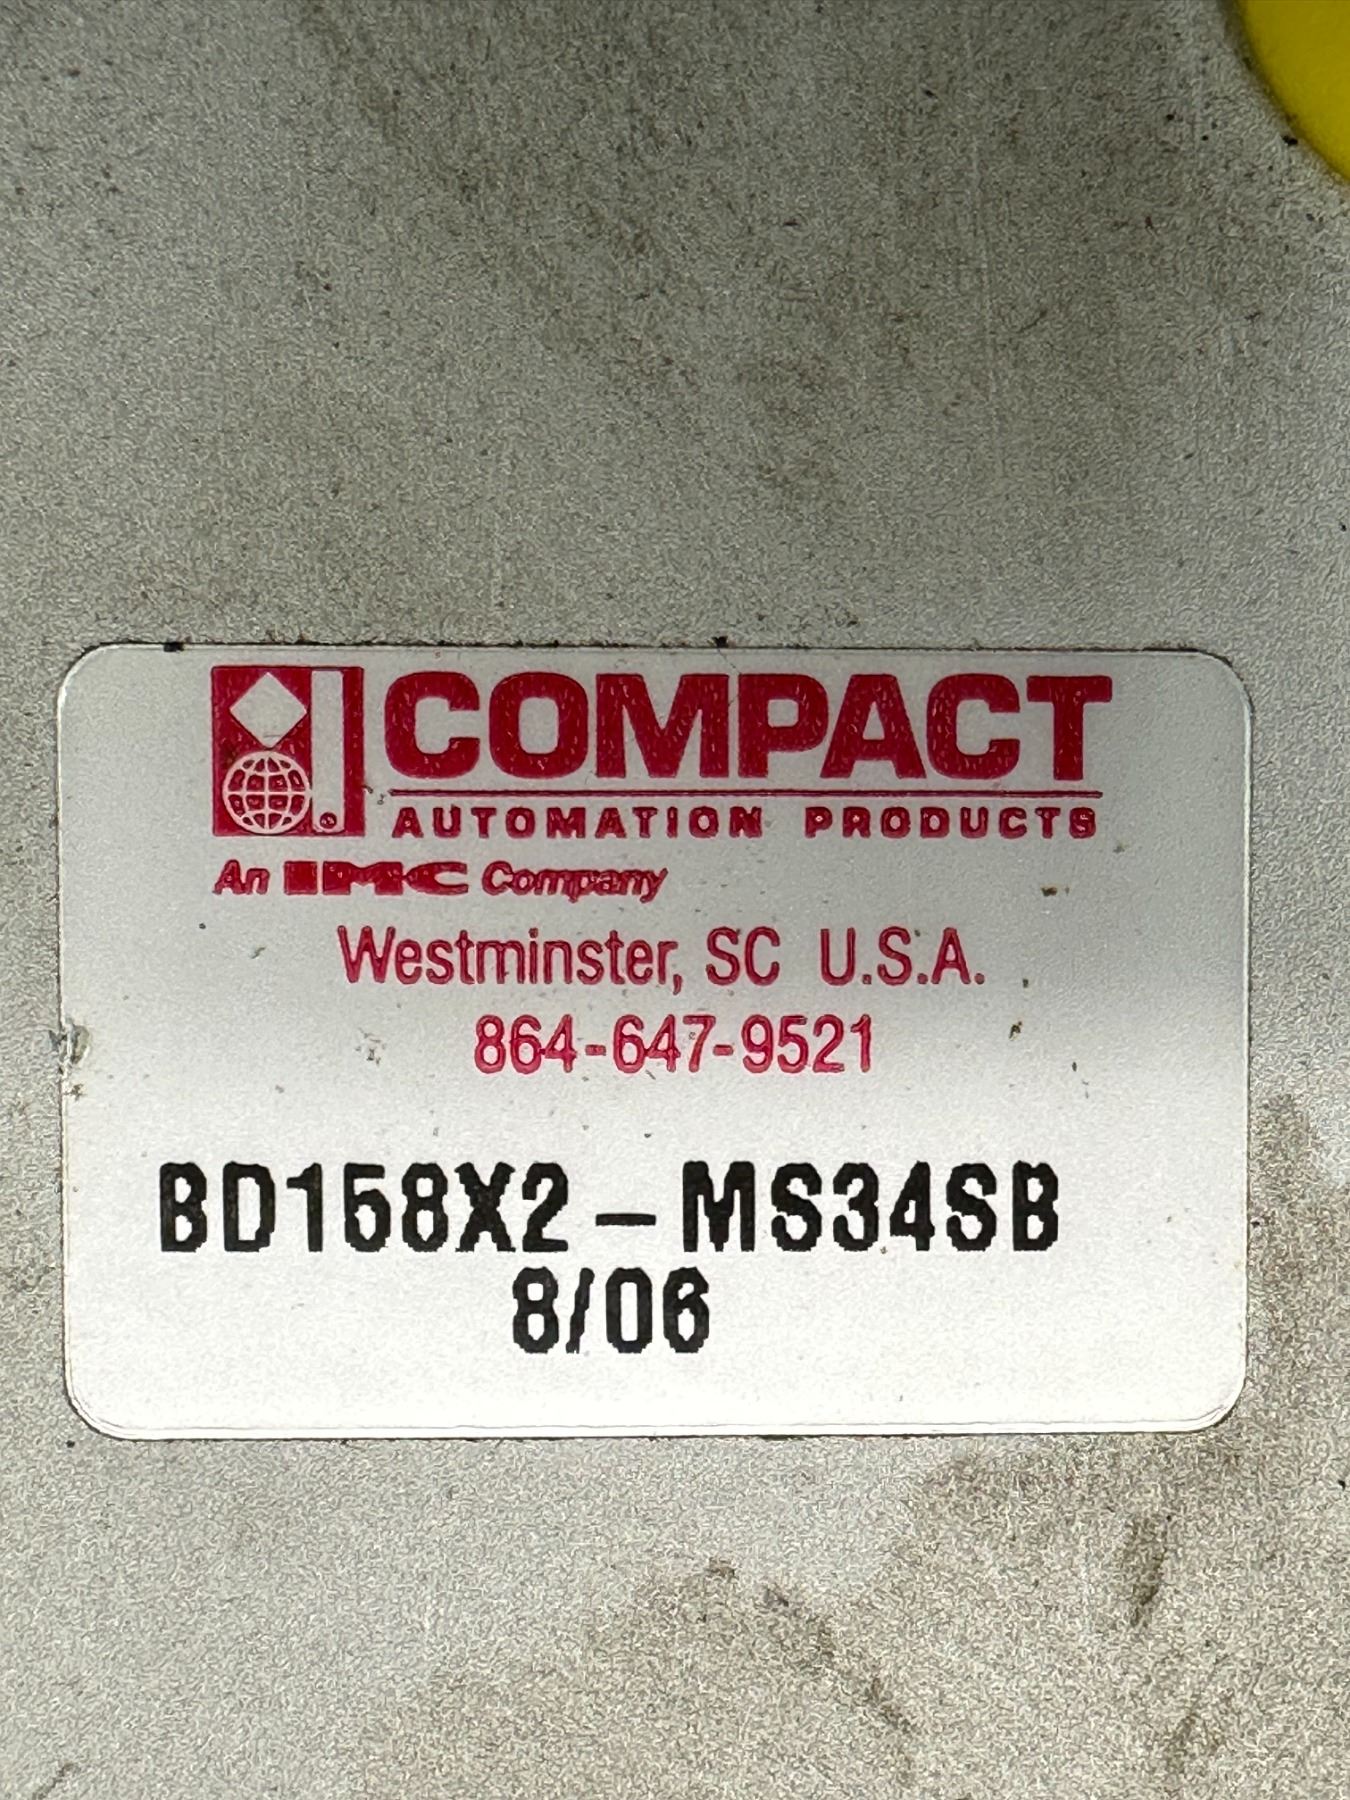 COMPACT
AUTOMATION PRODUCTS
An IMC Company
Westminster, SC U.S.A.
864-647-9521
BD158X2-MS34SB
8/06